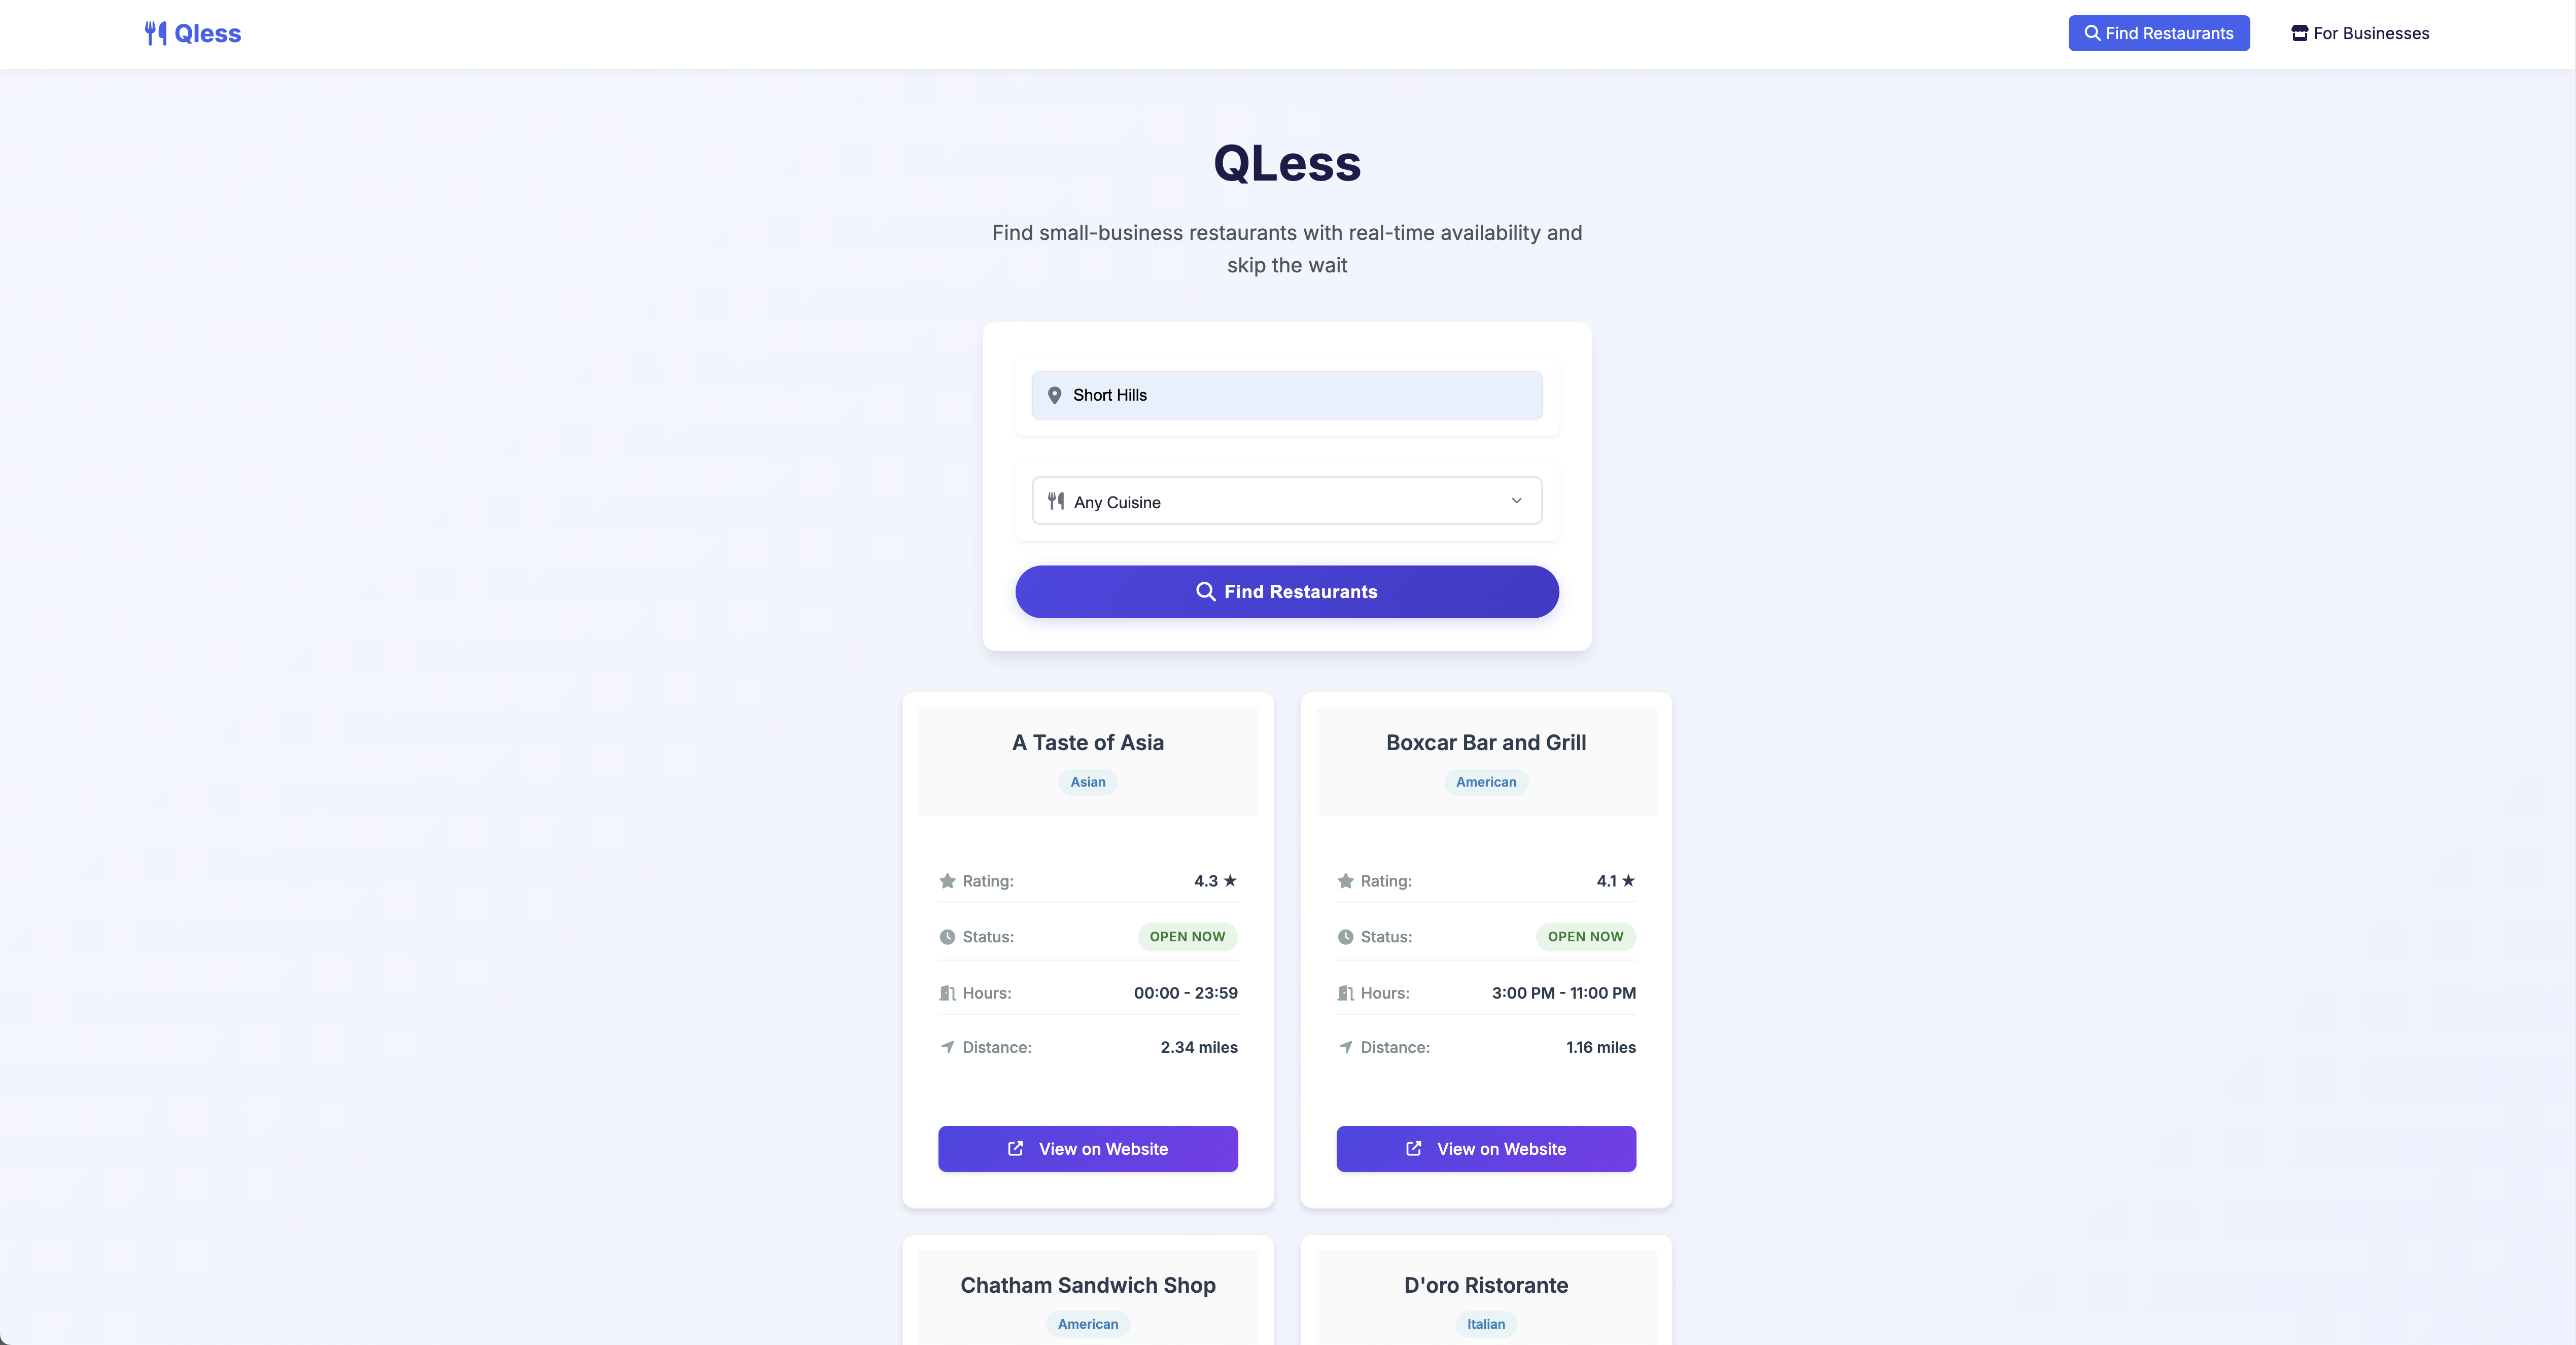 Qless
Find Restaurants
For Businesses
QLess
Find small-business restaurants with real-time availability and
skip the wait
Short Hills
Any Cuisine
Find Restaurants
A Taste of Asia
Asian
Rating: 4.3 ★
Status: OPEN NOW
Hours: 00:00 - 23:59
Distance: 2.34 miles
View on Website
Boxcar Bar and Grill
American
Rating: 4.1 ★
Status: OPEN NOW
Hours: 3:00 PM - 11:00 PM
Distance: 1.16 miles
View on Website
Chatham Sandwich Shop
American
D'oro Ristorante
Italian